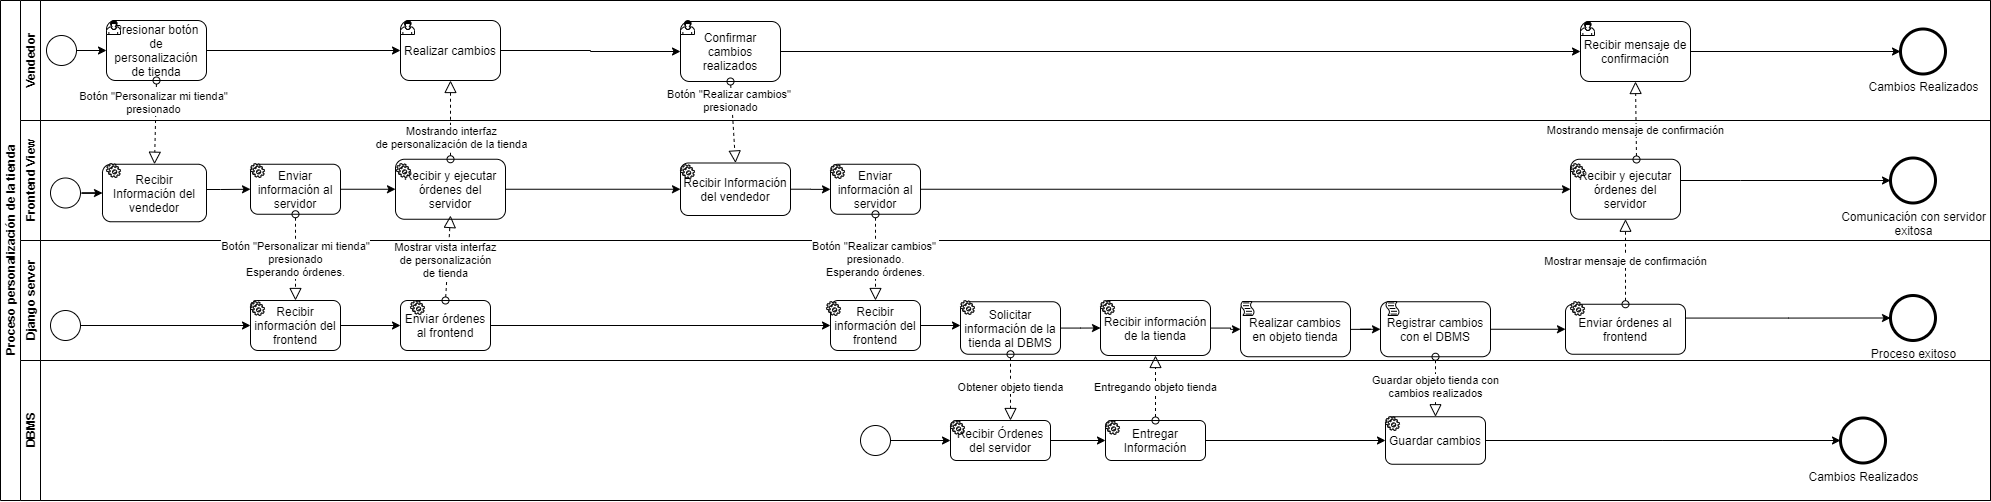 Proceso personalización de la tienda
Vendedor
Presionar botón
de
personalización
de tienda
Realizar cambios
Confirmar
cambios
realizados
Recibir mensaje de
confirmación
Cambios Realizados
Botón "Personalizar mi tienda"
presionado
Botón "Realizar cambios"
presionado
Mostrando interfaz
de personalización de la tienda
Mostrando mensaje de confirmación
Frontend View
Recibir
Información del
vendedor
Enviar
información al
servidor
Recibir y ejecutar
órdenes del
servidor
Recibir Información
del vendedor
Enviar
información al
servidor
Recibir y ejecutar
órdenes del
servidor
Comunicación con servidor
exitosa
Botón "Personalizar mi tienda"
presionado
Esperando órdenes.
Mostrar vista interfaz
de personalización
de tienda
Botón "Realizar cambios"
presionado.
Esperando órdenes.
Mostrar mensaje de confirmación
Django server
Recibir
información del
frontend
Enviar órdenes
al frontend
Recibir
información del
frontend
Solicitar
información de la
tienda al DBMS
Recibir información
de la tienda
Realizar cambios
en objeto tienda
Registrar cambios
con el DBMS
Enviar órdenes al
frontend
Proceso exitoso
Obtener objeto tienda
Entregando objeto tienda
Guardar objeto tienda con
cambios realizados
DBMS
Recibir Órdenes
del servidor
Entregar
Información
Guardar cambios
Cambios Realizados